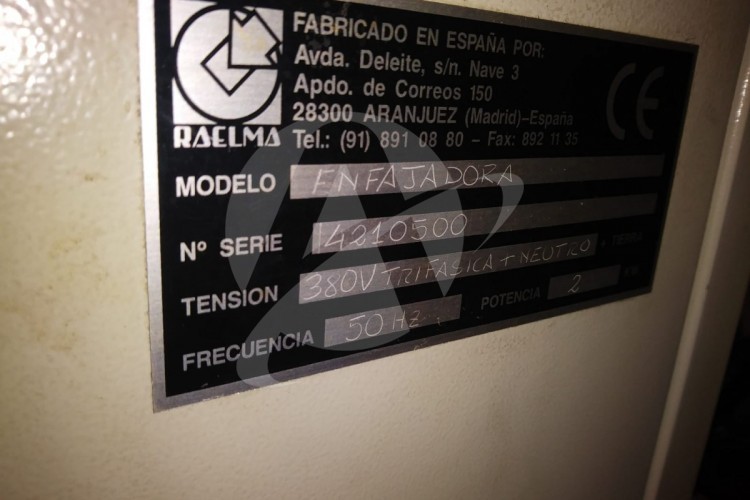 FABRICADO EN ESPAÑA POR:
Avda. Deleite, s/n. Nave 3
Apdo. de Correos 150
28300 ARANJUEZ (Madrid)–España
RAELMA Tel.: (91) 891 08 80 – Fax: 892 11 35
CE
MODELO ENFAJADORA
Nº SERIE 14210500
TENSION 380V TRIFASICA + NEUTRO
FRECUENCIA 50 Hz POTENCIA 2